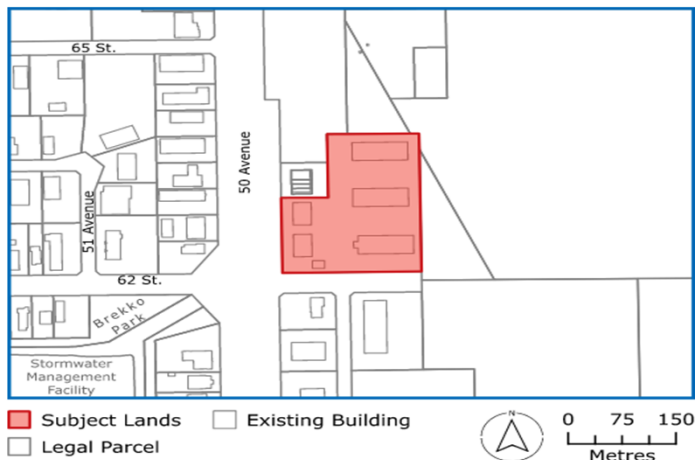 65 St.
50 Avenue
51 Avenue
62 St.
Brekko
Park
Stormwater
Management
Facility
Subject Lands
Existing Building
Legal Parcel
N
0 75 150
Metres